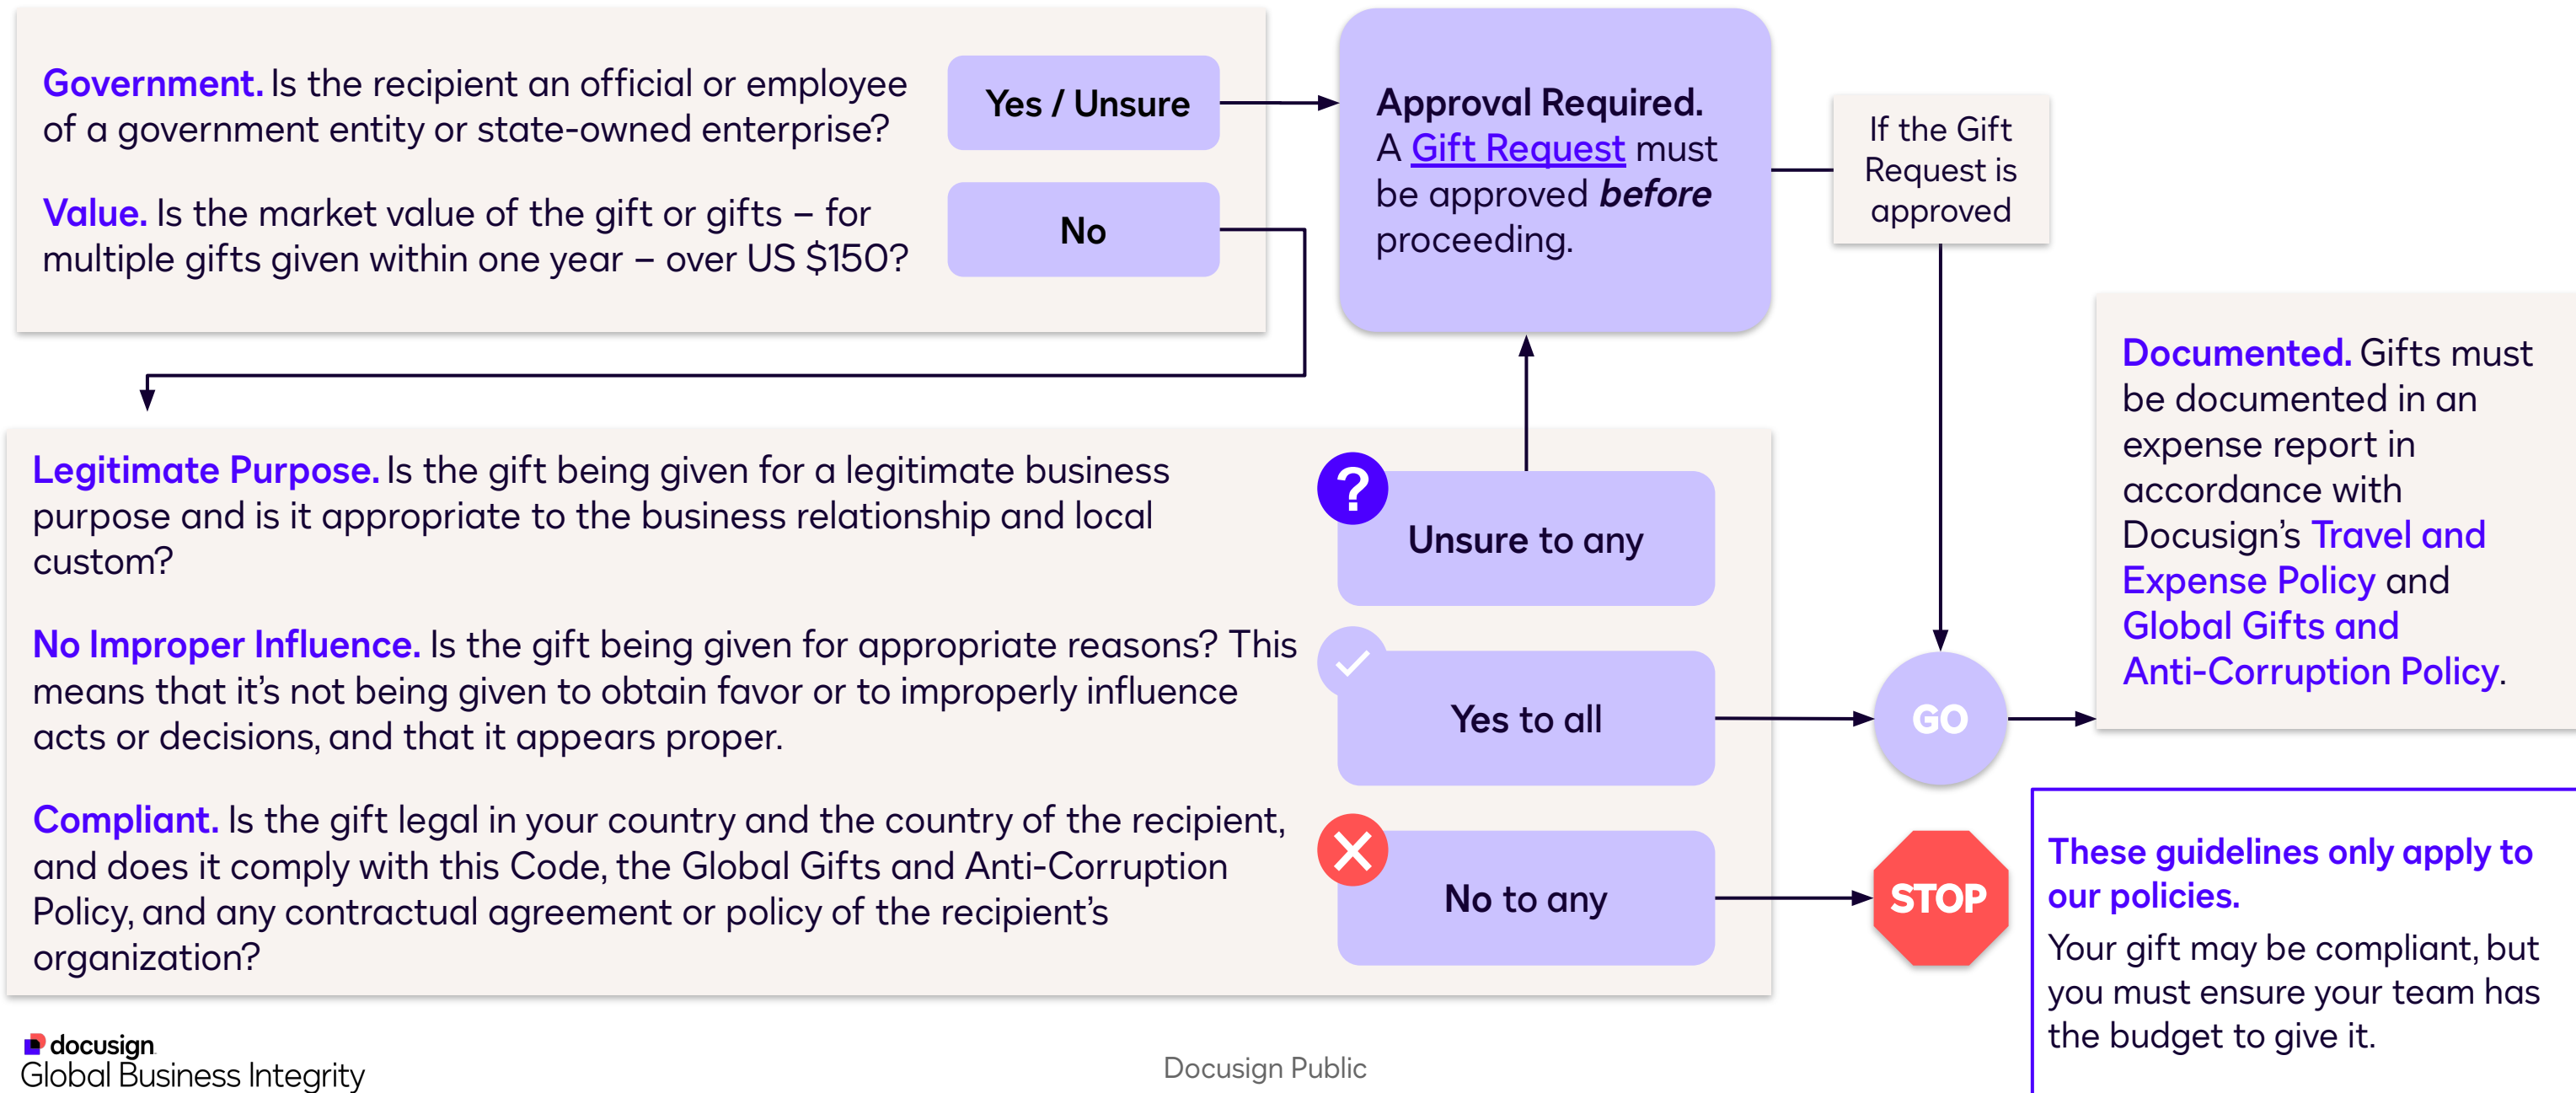 Government. Is the recipient an official or employee
of a government entity or state-owned enterprise?
Value. Is the market value of the gift or gifts – for
multiple gifts given within one year – over US $150?
Yes / Unsure
No
Approval Required.
A Gift Request must
be approved before
proceeding.
If the Gift
Request is
approved
Legitimate Purpose. Is the gift being given for a legitimate business
purpose and is it appropriate to the business relationship and local
custom?
No Improper Influence. Is the gift being given for appropriate reasons? This
means that it’s not being given to obtain favor or to improperly influence
acts or decisions, and that it appears proper.
Compliant. Is the gift legal in your country and the country of the recipient,
and does it comply with this Code, the Global Gifts and Anti-Corruption
Policy, and any contractual agreement or policy of the recipient’s
organization?
?
Unsure to any
Yes to all
No to any
GO
STOP
Documented. Gifts must
be documented in an
expense report in
accordance with
Docusign’s Travel and
Expense Policy and
Global Gifts and
Anti-Corruption Policy.
These guidelines only apply to
our policies.
Your gift may be compliant, but
you must ensure your team has
the budget to give it.
docusign
Global Business Integrity
Docusign Public